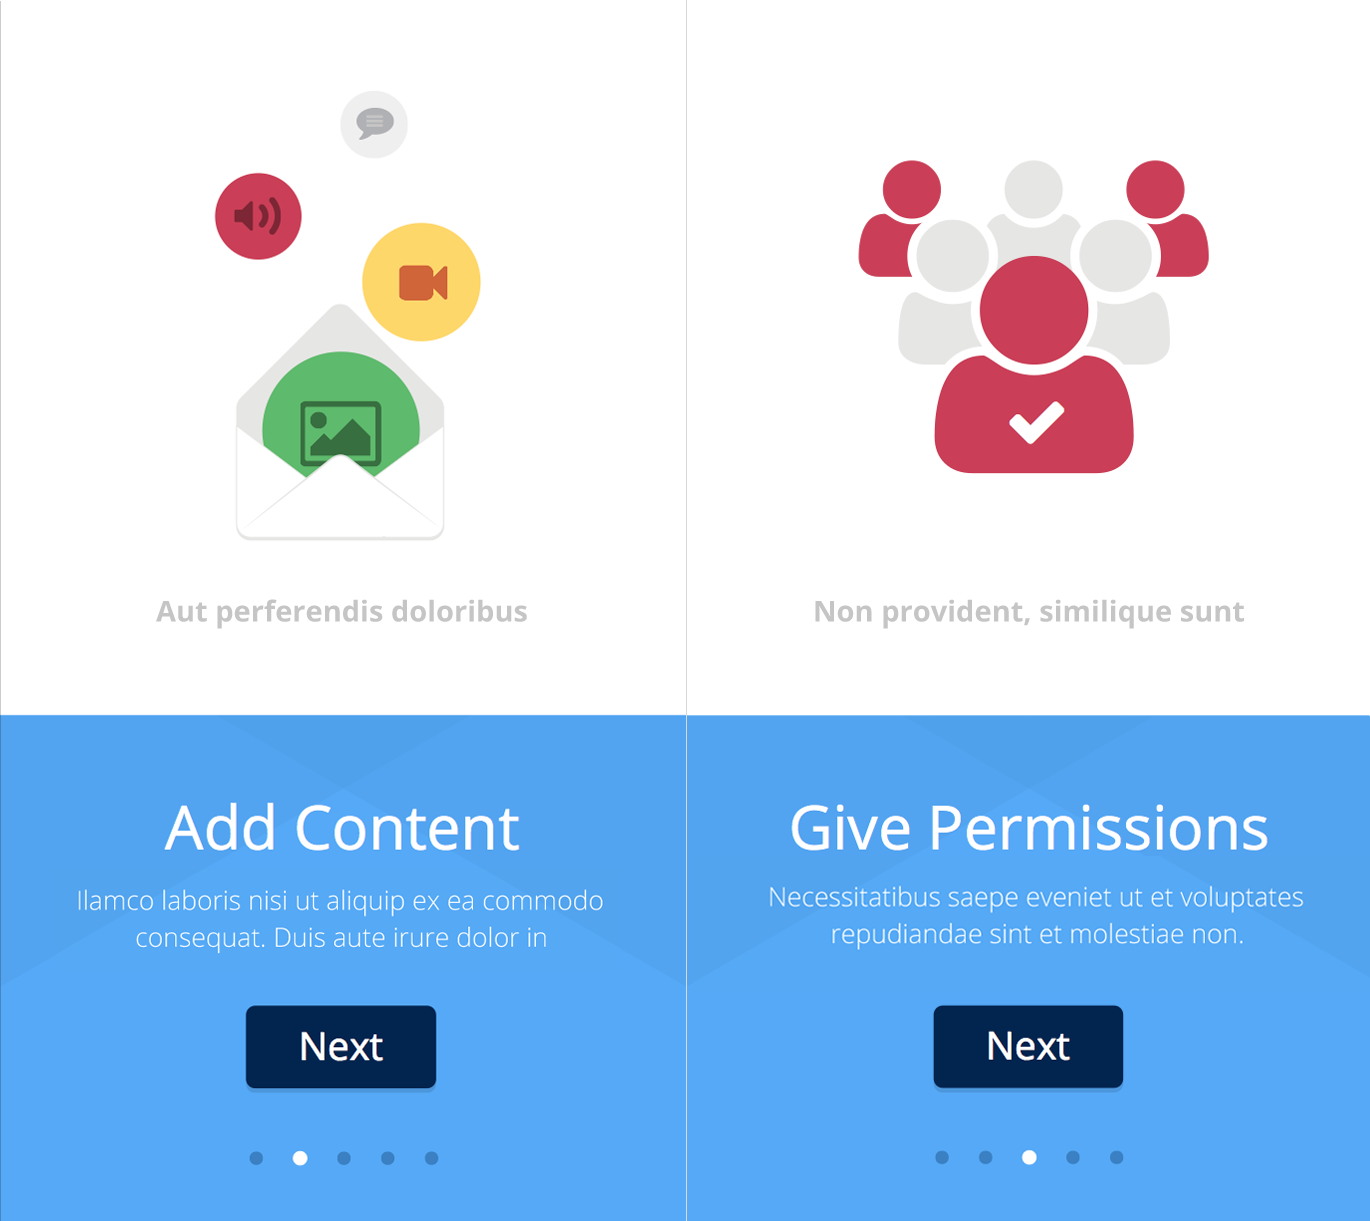 Aut perferendis doloribus
Add Content
Ilamco laboris nisi ut aliquip ex ea commodo
consequat. Duis aute irure dolor in
Next
Non provident, similique sunt
Give Permissions
Necessitatibus saepe eveniet ut et voluptates
repudiandae sint et molestiae non.
Next